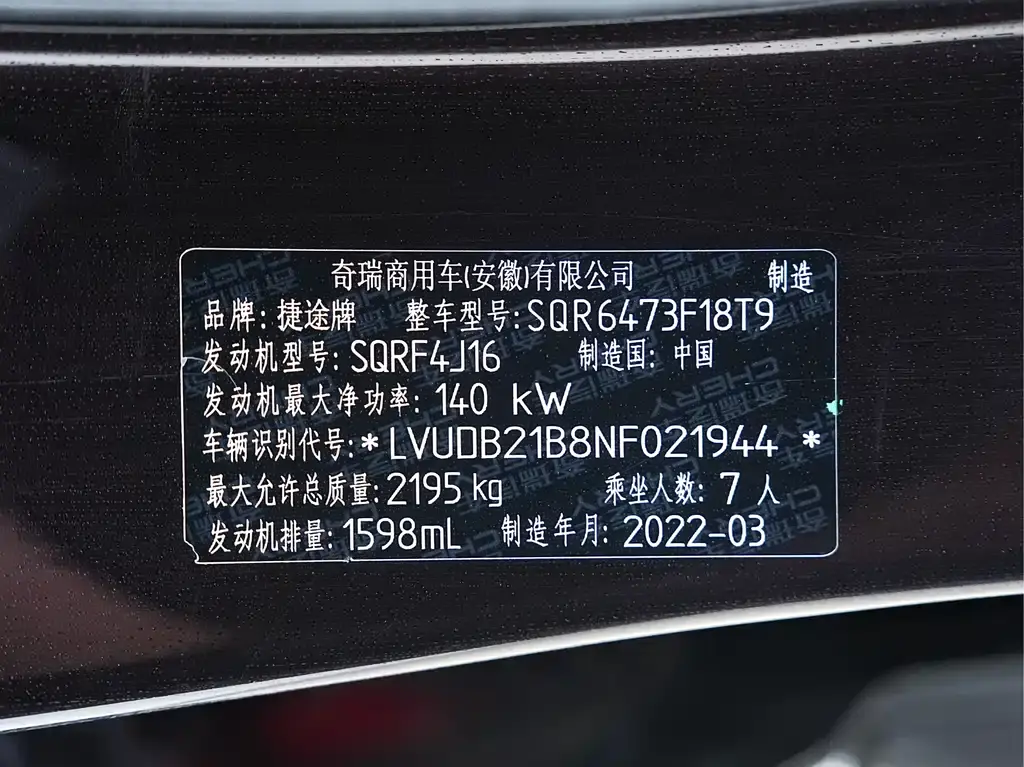 奇瑞商用车(安徽)有限公司 制造
品牌: 捷途牌 整车型号: SQR6473F18T9
发动机型号: SQRF4J16 制造国: 中国
发动机最大净功率: 140 kW
车辆识别代号: * LVUDB21B8NF021944 *
最大允许总质量: 2195 kg 乘坐人数: 7 人
发动机排量: 1598mL 制造年月: 2022-03